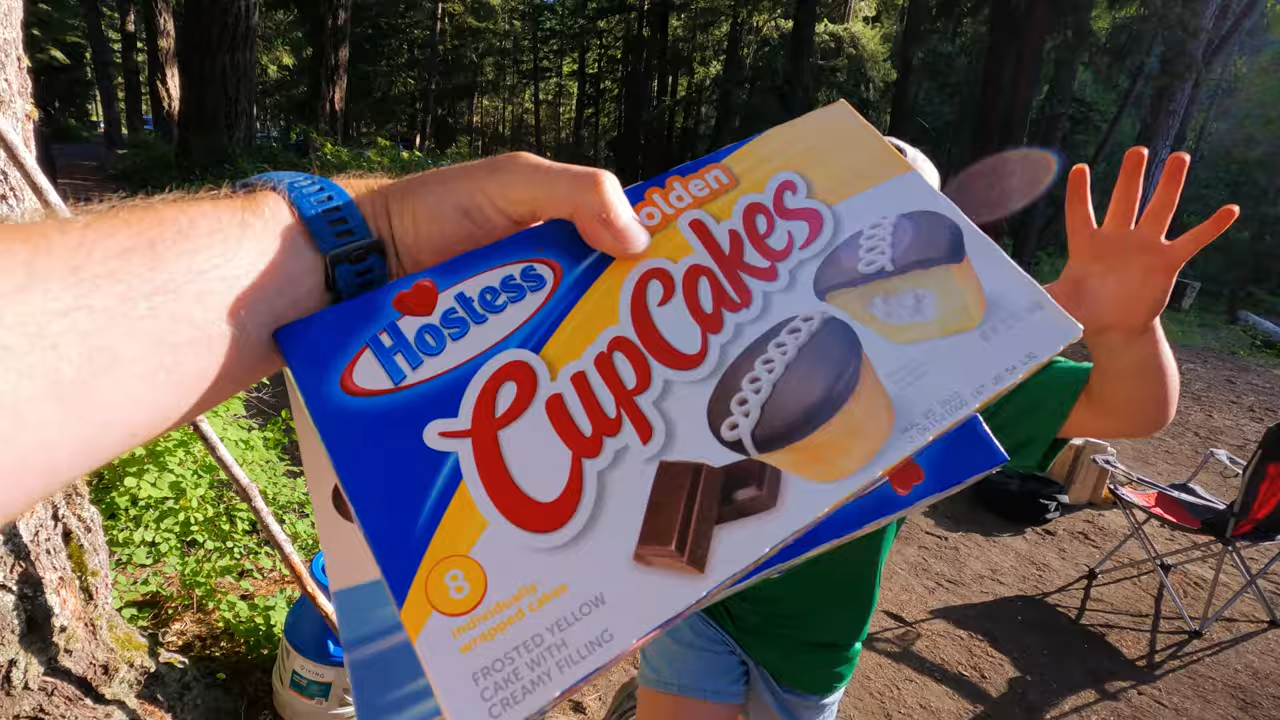 olden
Hostess
CupCakes
8
individually
wrapped cakes
FROSTED YELLOW
CAKE WITH
CREAMY FILLING